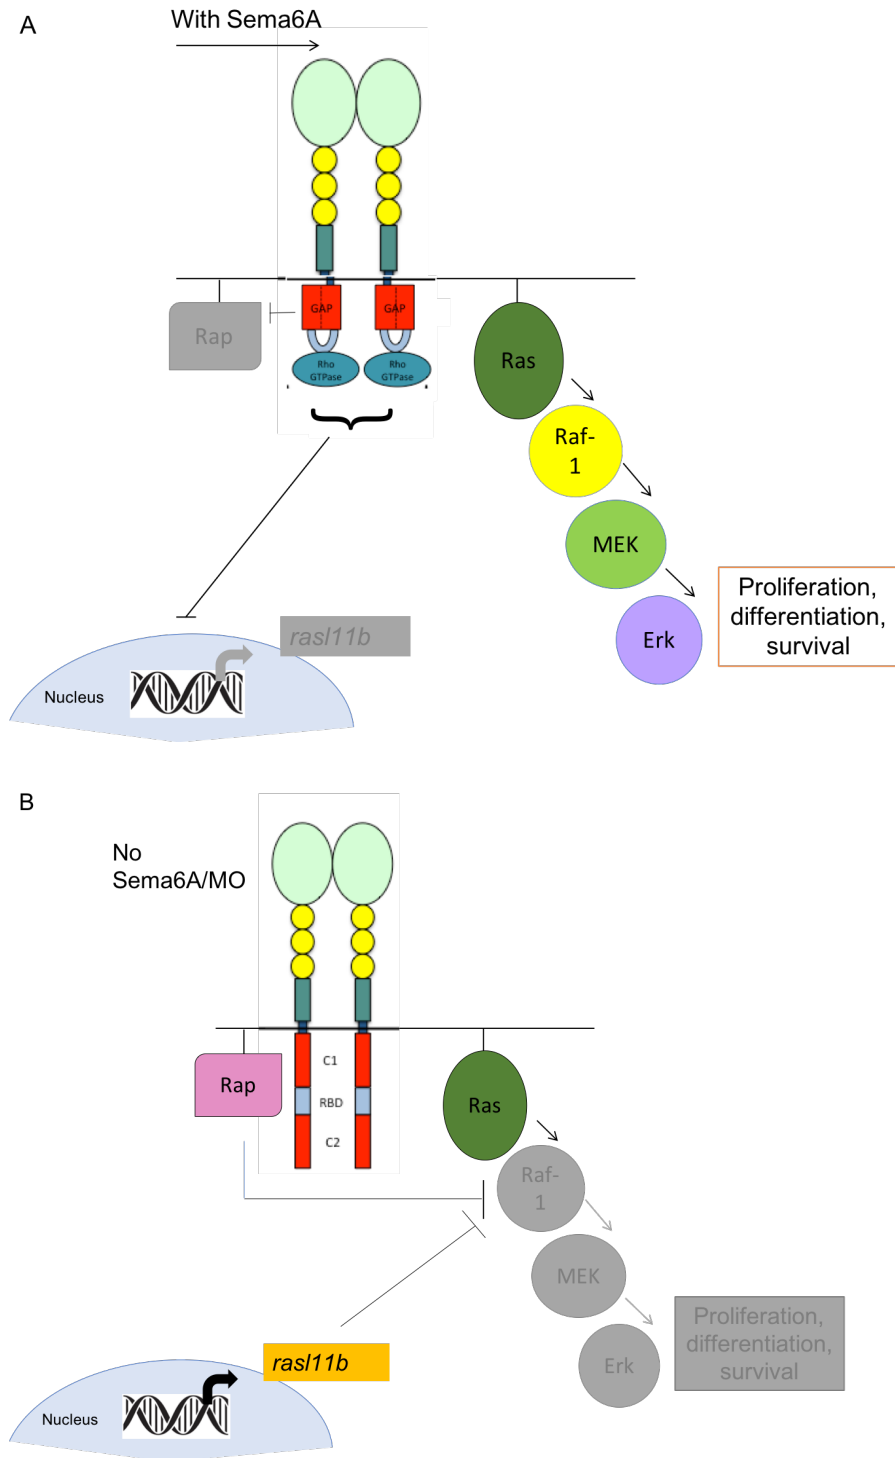 A
With Sema6A
GAP
GAP
Rap
Rho
GTPase
Rho
GTPase
Ras
Raf-
1
MEK
Erk
Proliferation,
differentiation,
survival
rasl11b
Nucleus
B
No
Sema6A/MO
C1
Rap
RBD
Ras
C2
Raf-
1
MEK
Proliferation,
differentiation,
survival
Erk
rasl11b
Nucleus